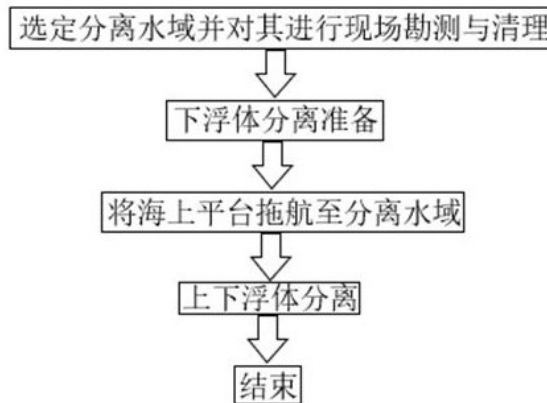 选定分离水域并对其进行现场勘测与清理
下浮体分离准备
将海上平台拖航至分离水域
上下浮体分离
结束